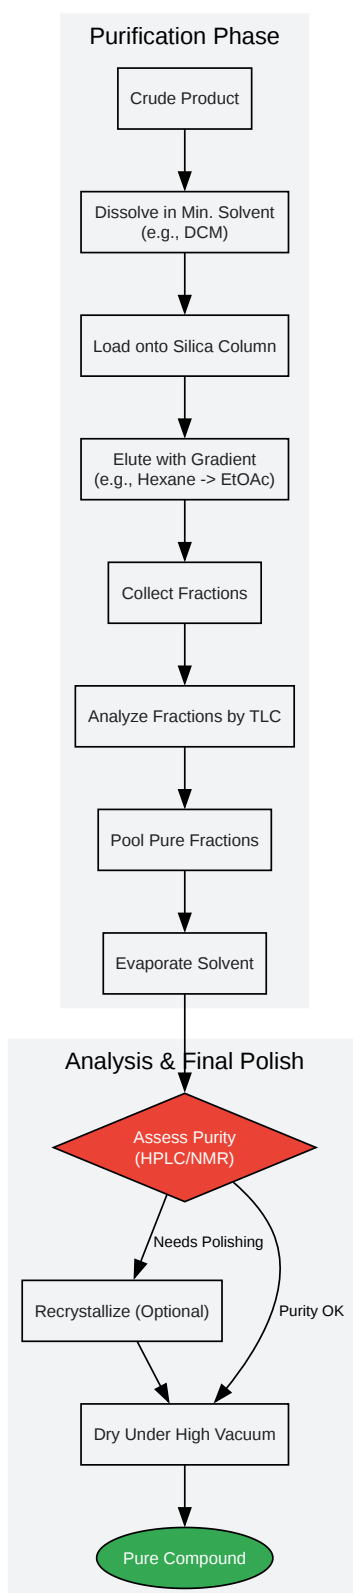 Purification Phase
Crude Product
Dissolve in Min. Solvent
(e.g., DCM)
Load onto Silica Column
Elute with Gradient
(e.g., Hexane -> EtOAc)
Collect Fractions
Analyze Fractions by TLC
Pool Pure Fractions
Evaporate Solvent
Analysis & Final Polish
Assess Purity
(HPLC/NMR)
Needs Polishing
Recrystallize (Optional)
Purity OK
Dry Under High Vacuum
Pure Compound